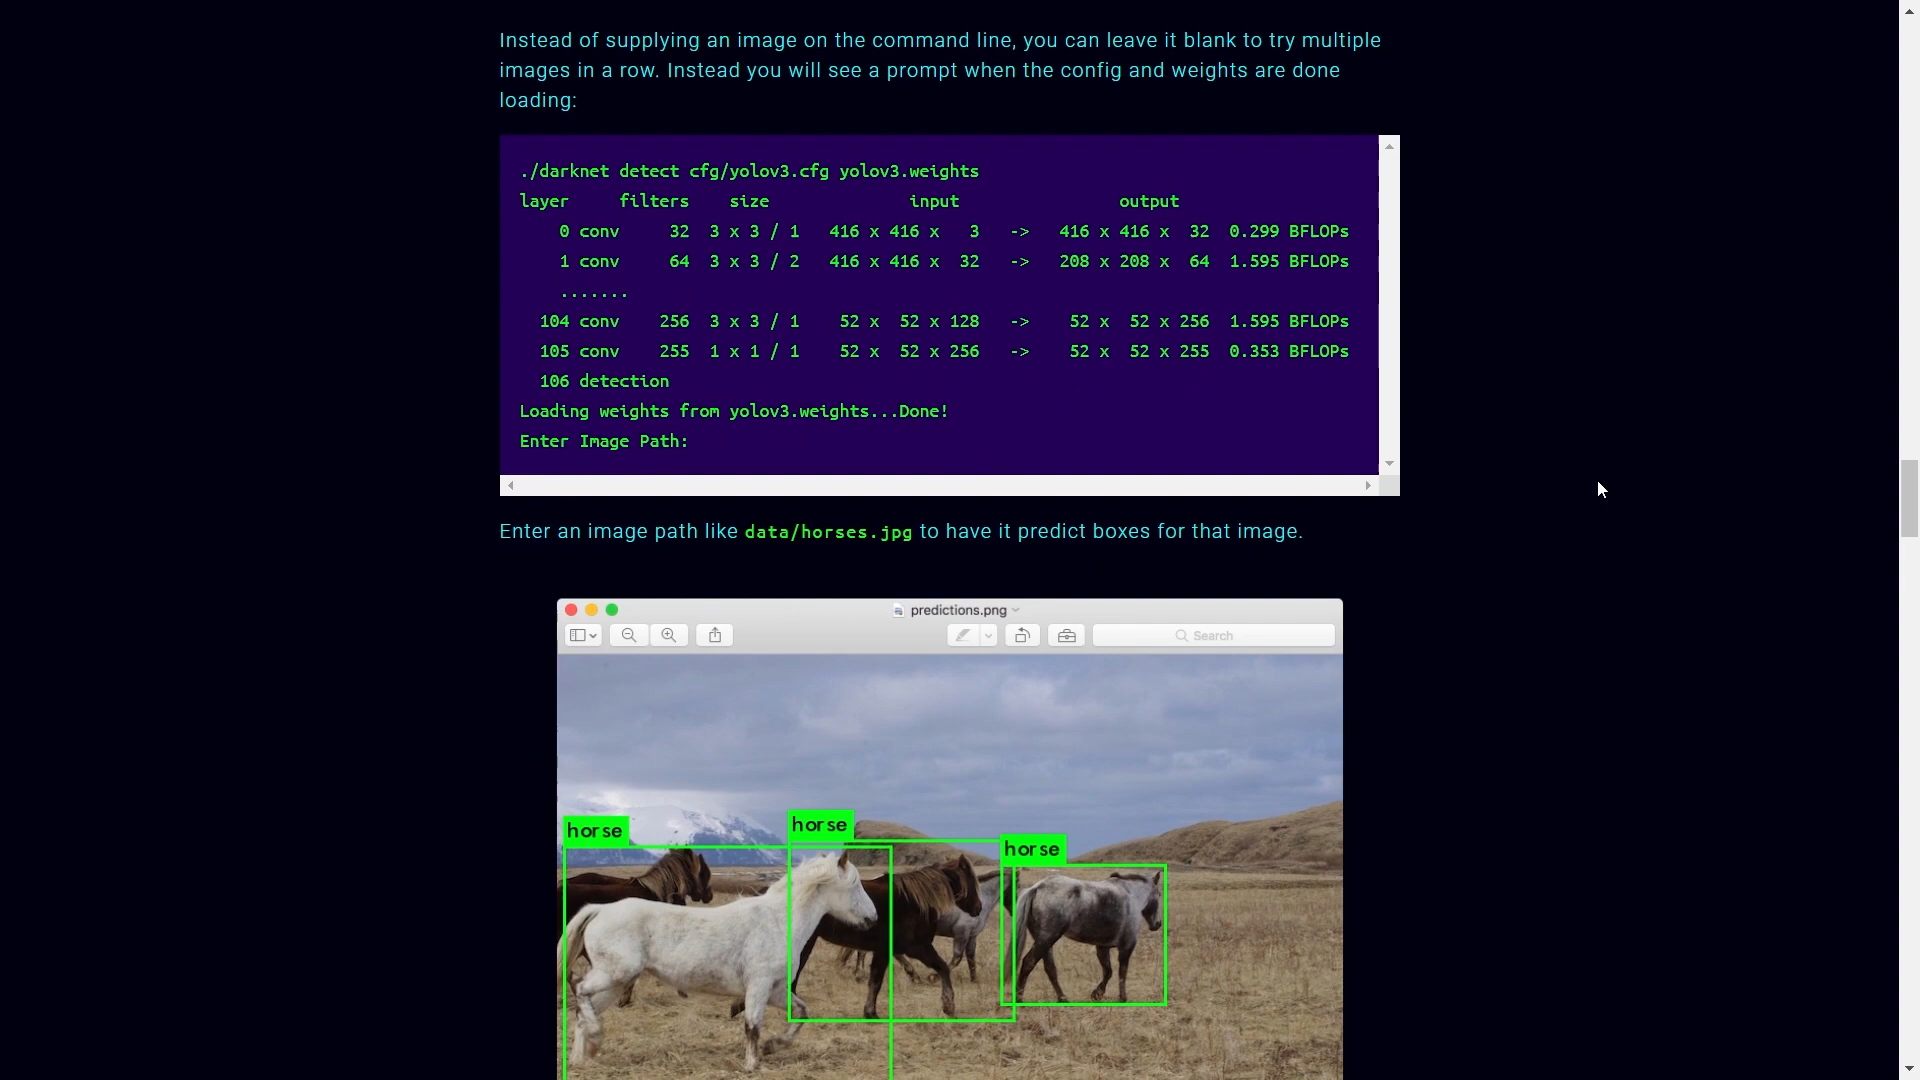 Instead of supplying an image on the command line, you can leave it blank to try multiple
images in a row. Instead you will see a prompt when the config and weights are done
loading:
./darknet detect cfg/yolov3.cfg yolov3.weights
layer     filters    size              input                output
    0 conv     32  3 x 3 / 1   416 x 416 x   3   ->   416 x 416 x  32  0.299 BFLOPs
    1 conv     64  3 x 3 / 2   416 x 416 x  32   ->   208 x 208 x  64  1.595 BFLOPs
    .......
  104 conv    256  3 x 3 / 1    52 x  52 x 128   ->    52 x  52 x 256  1.595 BFLOPs
  105 conv    255  1 x 1 / 1    52 x  52 x 256   ->    52 x  52 x 255  0.353 BFLOPs
  106 detection
Loading weights from yolov3.weights...Done!
Enter Image Path:
Enter an image path like data/horses.jpg to have it predict boxes for that image.
predictions.png
Search
horse
horse
horse